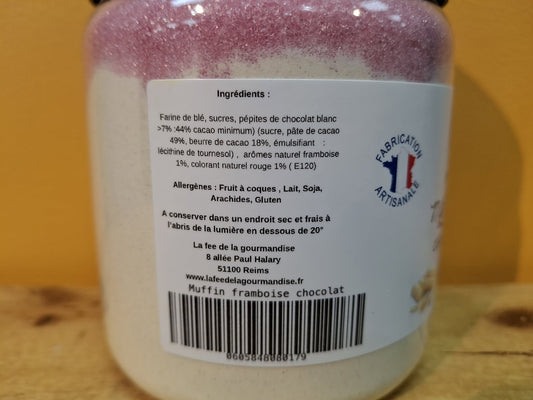 Ingrédients :
Farine de blé, sucres, pépites de chocolat blanc
>7% :44% cacao minimum) (sucre, pâte de cacao
49%, beurre de cacao 18%, émulsifiant :
lécithine de tournesol) , arômes naturel framboise
1%, colorant naturel rouge 1% ( E120)
Allergènes : Fruit à coques , Lait, Soja,
Arachides, Gluten
A conserver dans un endroit sec et frais à
l'abris de la lumière en dessous de 20°
La fee de la gourmandise
8 allée Paul Halary
51100 Reims
www.lafeedelagourmandise.fr
Muffin framboise chocolat
0605848080179
FABRICATION
ARTISANALE